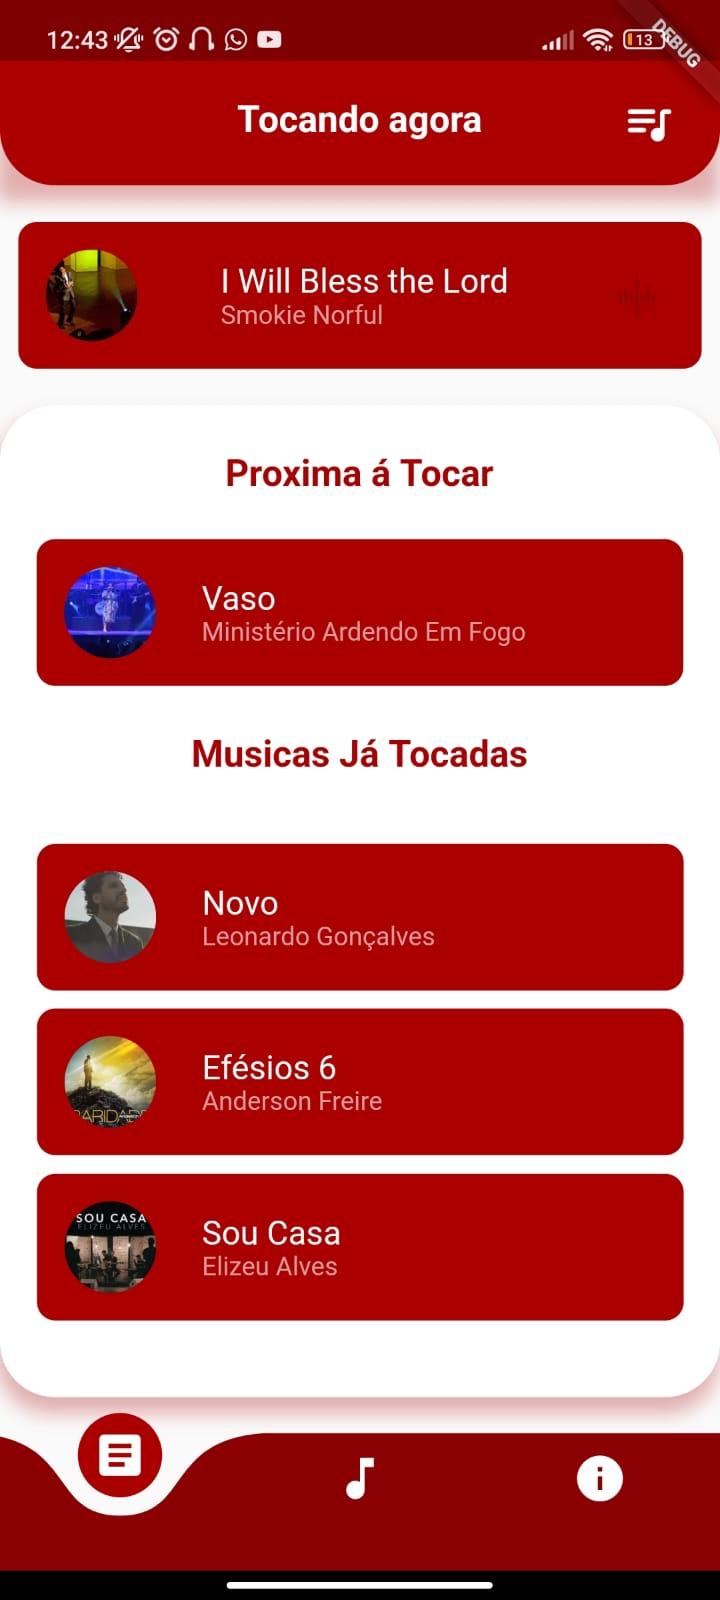 12:43
13
DEBUG
Tocando agora
I Will Bless the Lord
Smokie Norful
Proxima á Tocar
Vaso
Ministério Ardendo Em Fogo
Musicas Já Tocadas
Novo
Leonardo Gonçalves
Efésios 6
Anderson Freire
SOU CASA
ELIZEU ALVES
Sou Casa
Elizeu Alves